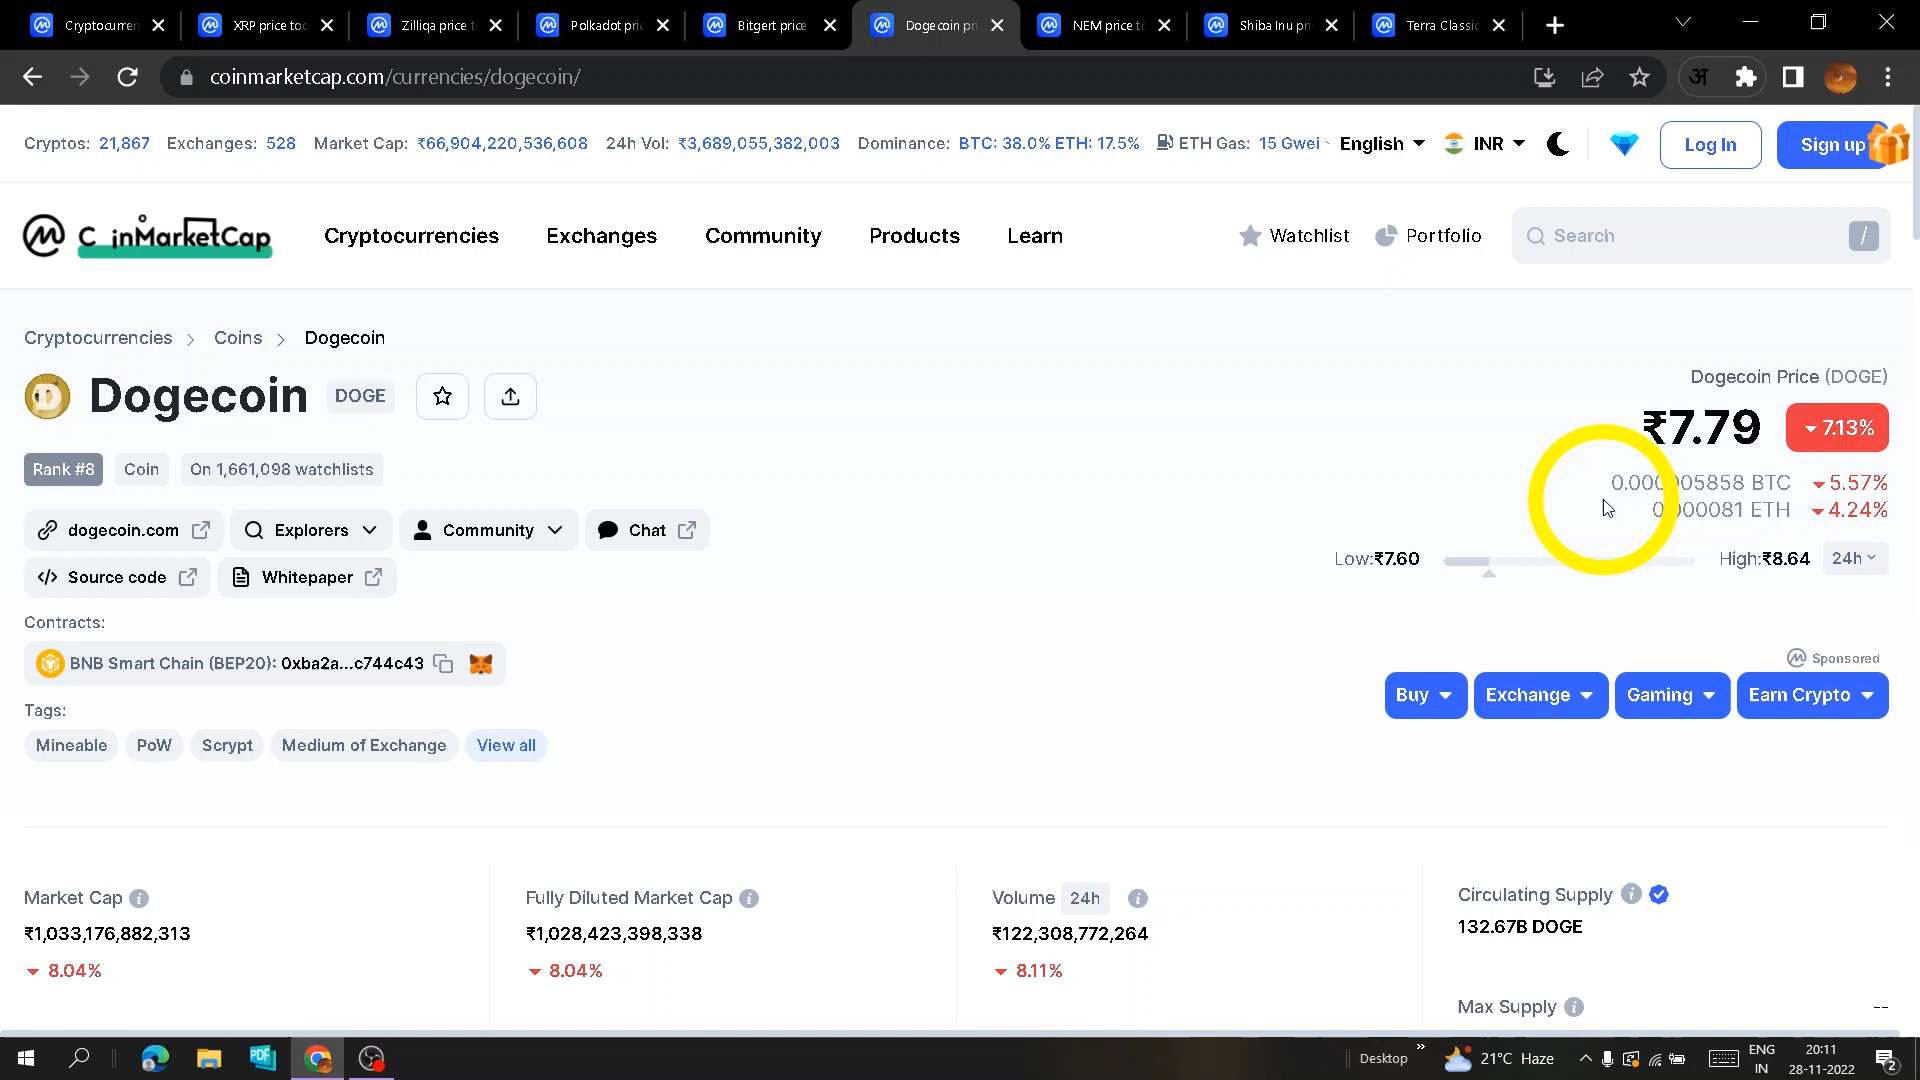 Cryptocurren XRP price to Zilliqa price t Polkadot pric Bitgert price Dogecoin pri NEM price to Shiba Inu pri Terra Classic
coinmarketcap.com/currencies/dogecoin/ अ
Cryptos: 21,867 Exchanges: 528 Market Cap: ₹66,904,220,536,608 24h Vol: ₹3,689,055,382,003 Dominance: BTC: 38.0% ETH: 17.5% ETH Gas: 15 Gwei English INR Log In Sign up
CoinMarketCap Cryptocurrencies Exchanges Community Products Learn Watchlist Portfolio Search /
Cryptocurrencies > Coins > Dogecoin
Dogecoin Price (DOGE)
Dogecoin DOGE
₹7.79 7.13%
Rank #8 Coin On 1,661,098 watchlists
0.000005858 BTC 5.57%
0.000081 ETH 4.24%
dogecoin.com Explorers Community Chat
Low:₹7.60 High:₹8.64 24h
Source code Whitepaper
Contracts:
BNB Smart Chain (BEP20): 0xba2a...c744c43
Sponsored
Buy Exchange Gaming Earn Crypto
Tags:
Mineable PoW Scrypt Medium of Exchange View all
Market Cap Fully Diluted Market Cap Volume 24h Circulating Supply
₹1,033,176,882,313 ₹1,028,423,398,338 ₹122,308,772,264 132.67B DOGE
8.04% 8.04% 8.11%
Max Supply --
Desktop » 21°C Haze ENG IN 20:11 28-11-2022 2